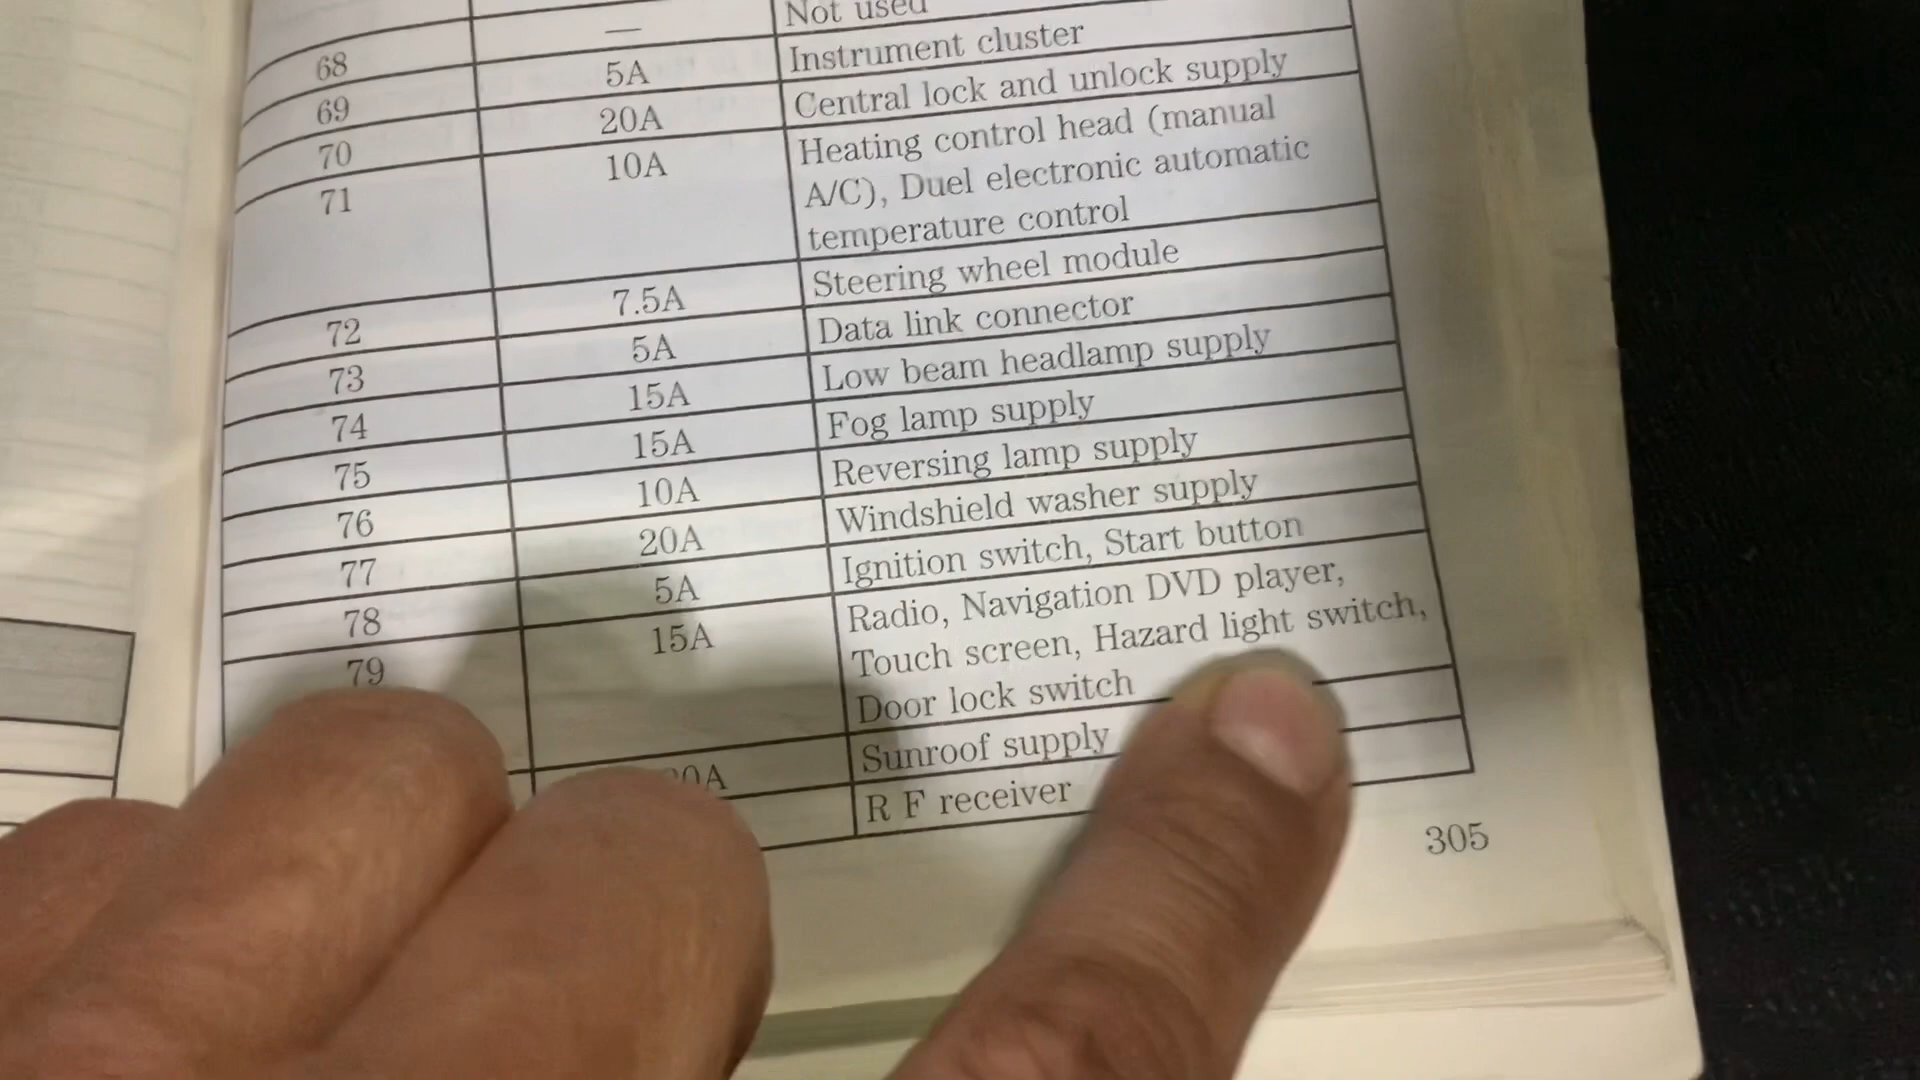 68 — Not used
69 5A Instrument cluster
70 20A Central lock and unlock supply
71 10A Heating control head (manual
A/C), Duel electronic automatic
temperature control
72 7.5A Steering wheel module
73 5A Data link connector
74 15A Low beam headlamp supply
75 15A Fog lamp supply
76 10A Reversing lamp supply
77 20A Windshield washer supply
78 5A Ignition switch, Start button
79 15A Radio, Navigation DVD player,
Touch screen, Hazard light switch,
Door lock switch
Sunroof supply
R F receiver
305